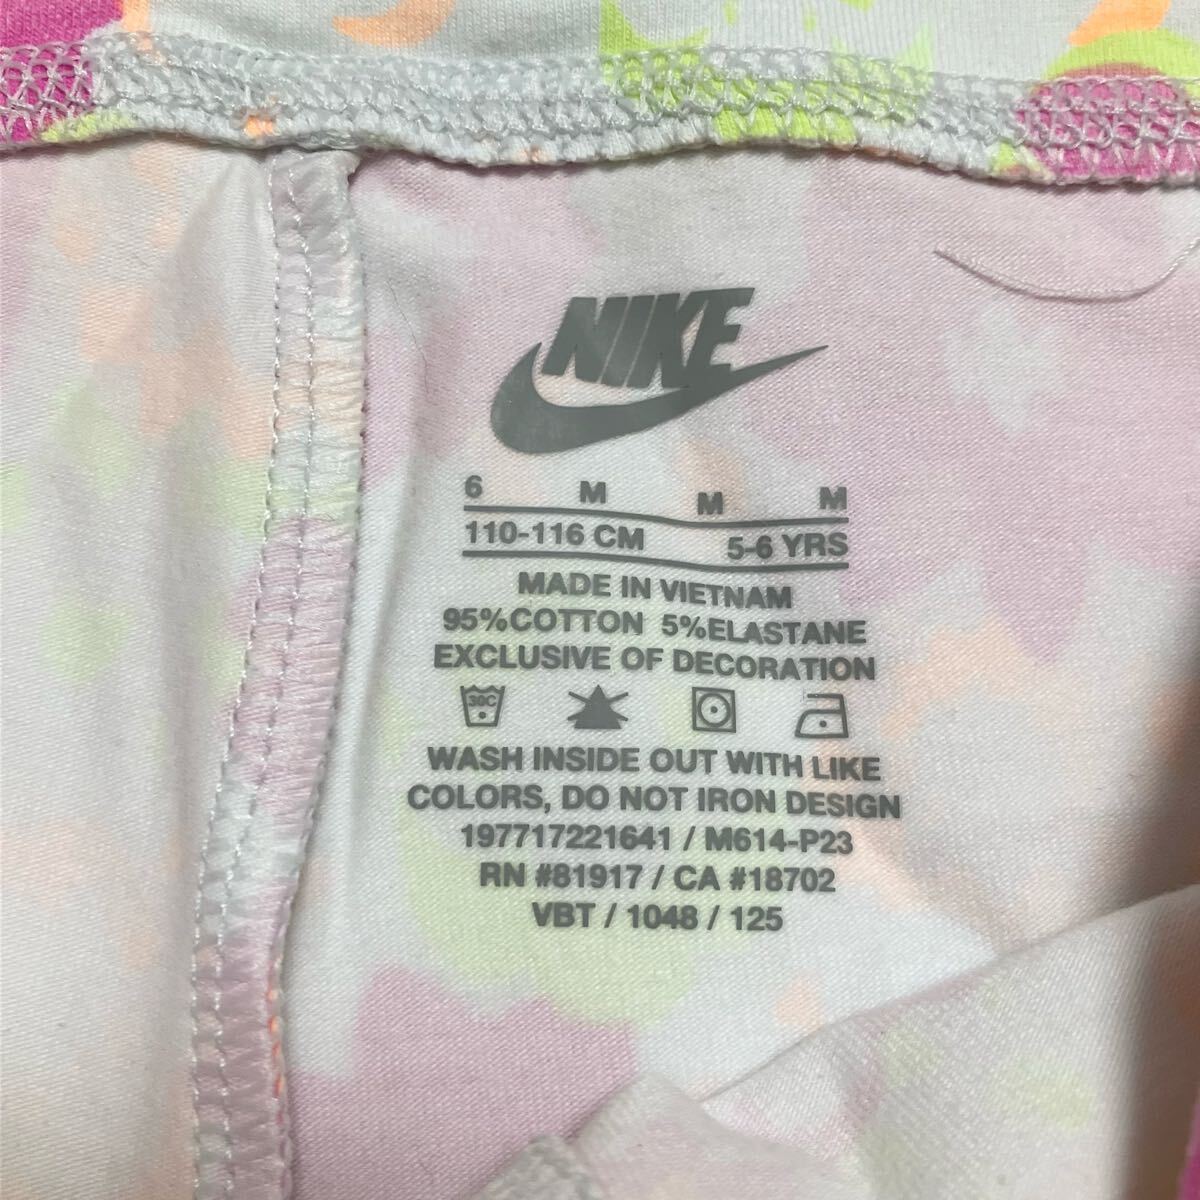 NIKE
6 M M M
110-116 CM 5-6 YRS
MADE IN VIETNAM
95%COTTON 5%ELASTANE
EXCLUSIVE OF DECORATION
30C
WASH INSIDE OUT WITH LIKE
COLORS, DO NOT IRON DESIGN
197717221641 / M614-P23
RN #81917 / CA #18702
VBT / 1048 / 125